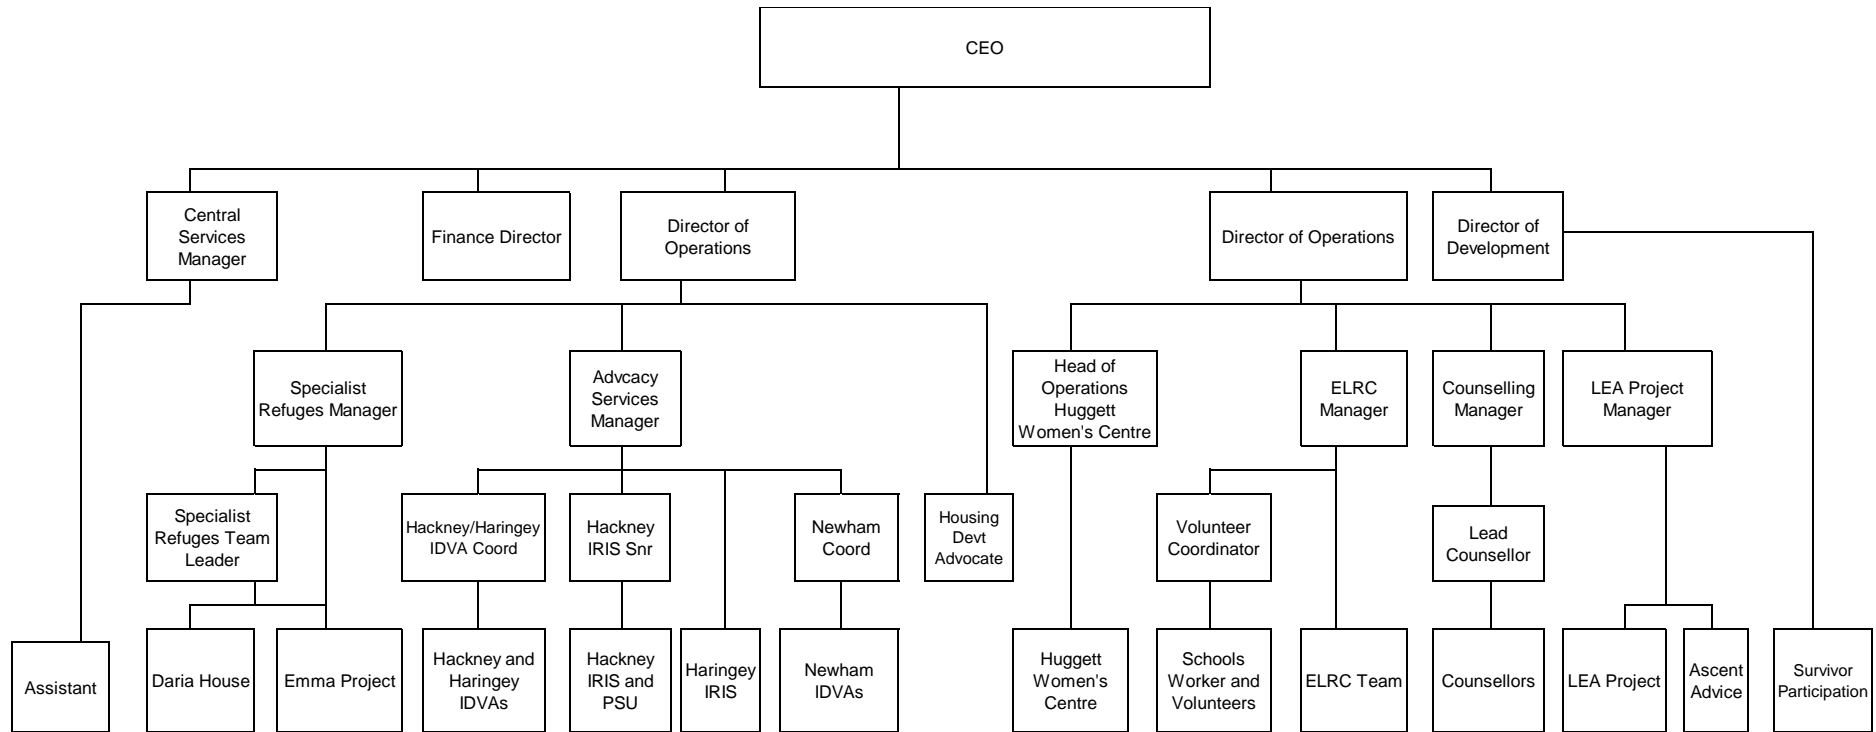 CEO
Central
Services
Manager
Finance Director
Director of
Operations
Director of Operations
Director of
Development
Specialist
Refuges Manager
Advcacy
Services
Manager
Head of
Operations
Huggett
Women's Centre
ELRC
Manager
Counselling
Manager
LEA Project
Manager
Specialist
Refuges Team
Leader
Hackney/Haringey
IDVA Coord
Hackney
IRIS Snr
Newham
Coord
Housing
Devt
Advocate
Volunteer
Coordinator
Lead
Counsellor
Assistant
Daria House
Emma Project
Hackney and
Haringey
IDVAs
Hackney
IRIS and
PSU
Haringey
IRIS
Newham
IDVAs
Huggett
Women's
Centre
Schools
Worker and
Volunteers
ELRC Team
Counsellors
LEA Project
Ascent
Advice
Survivor
Participation